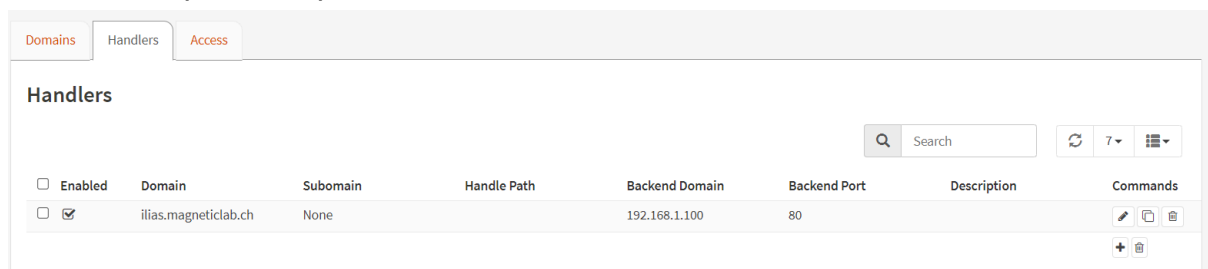 Domains Handlers Access
Handlers
Search 7
Enabled Domain Subomain Handle Path Backend Domain Backend Port Description Commands
ilias.magneticlab.ch None 192.168.1.100 80